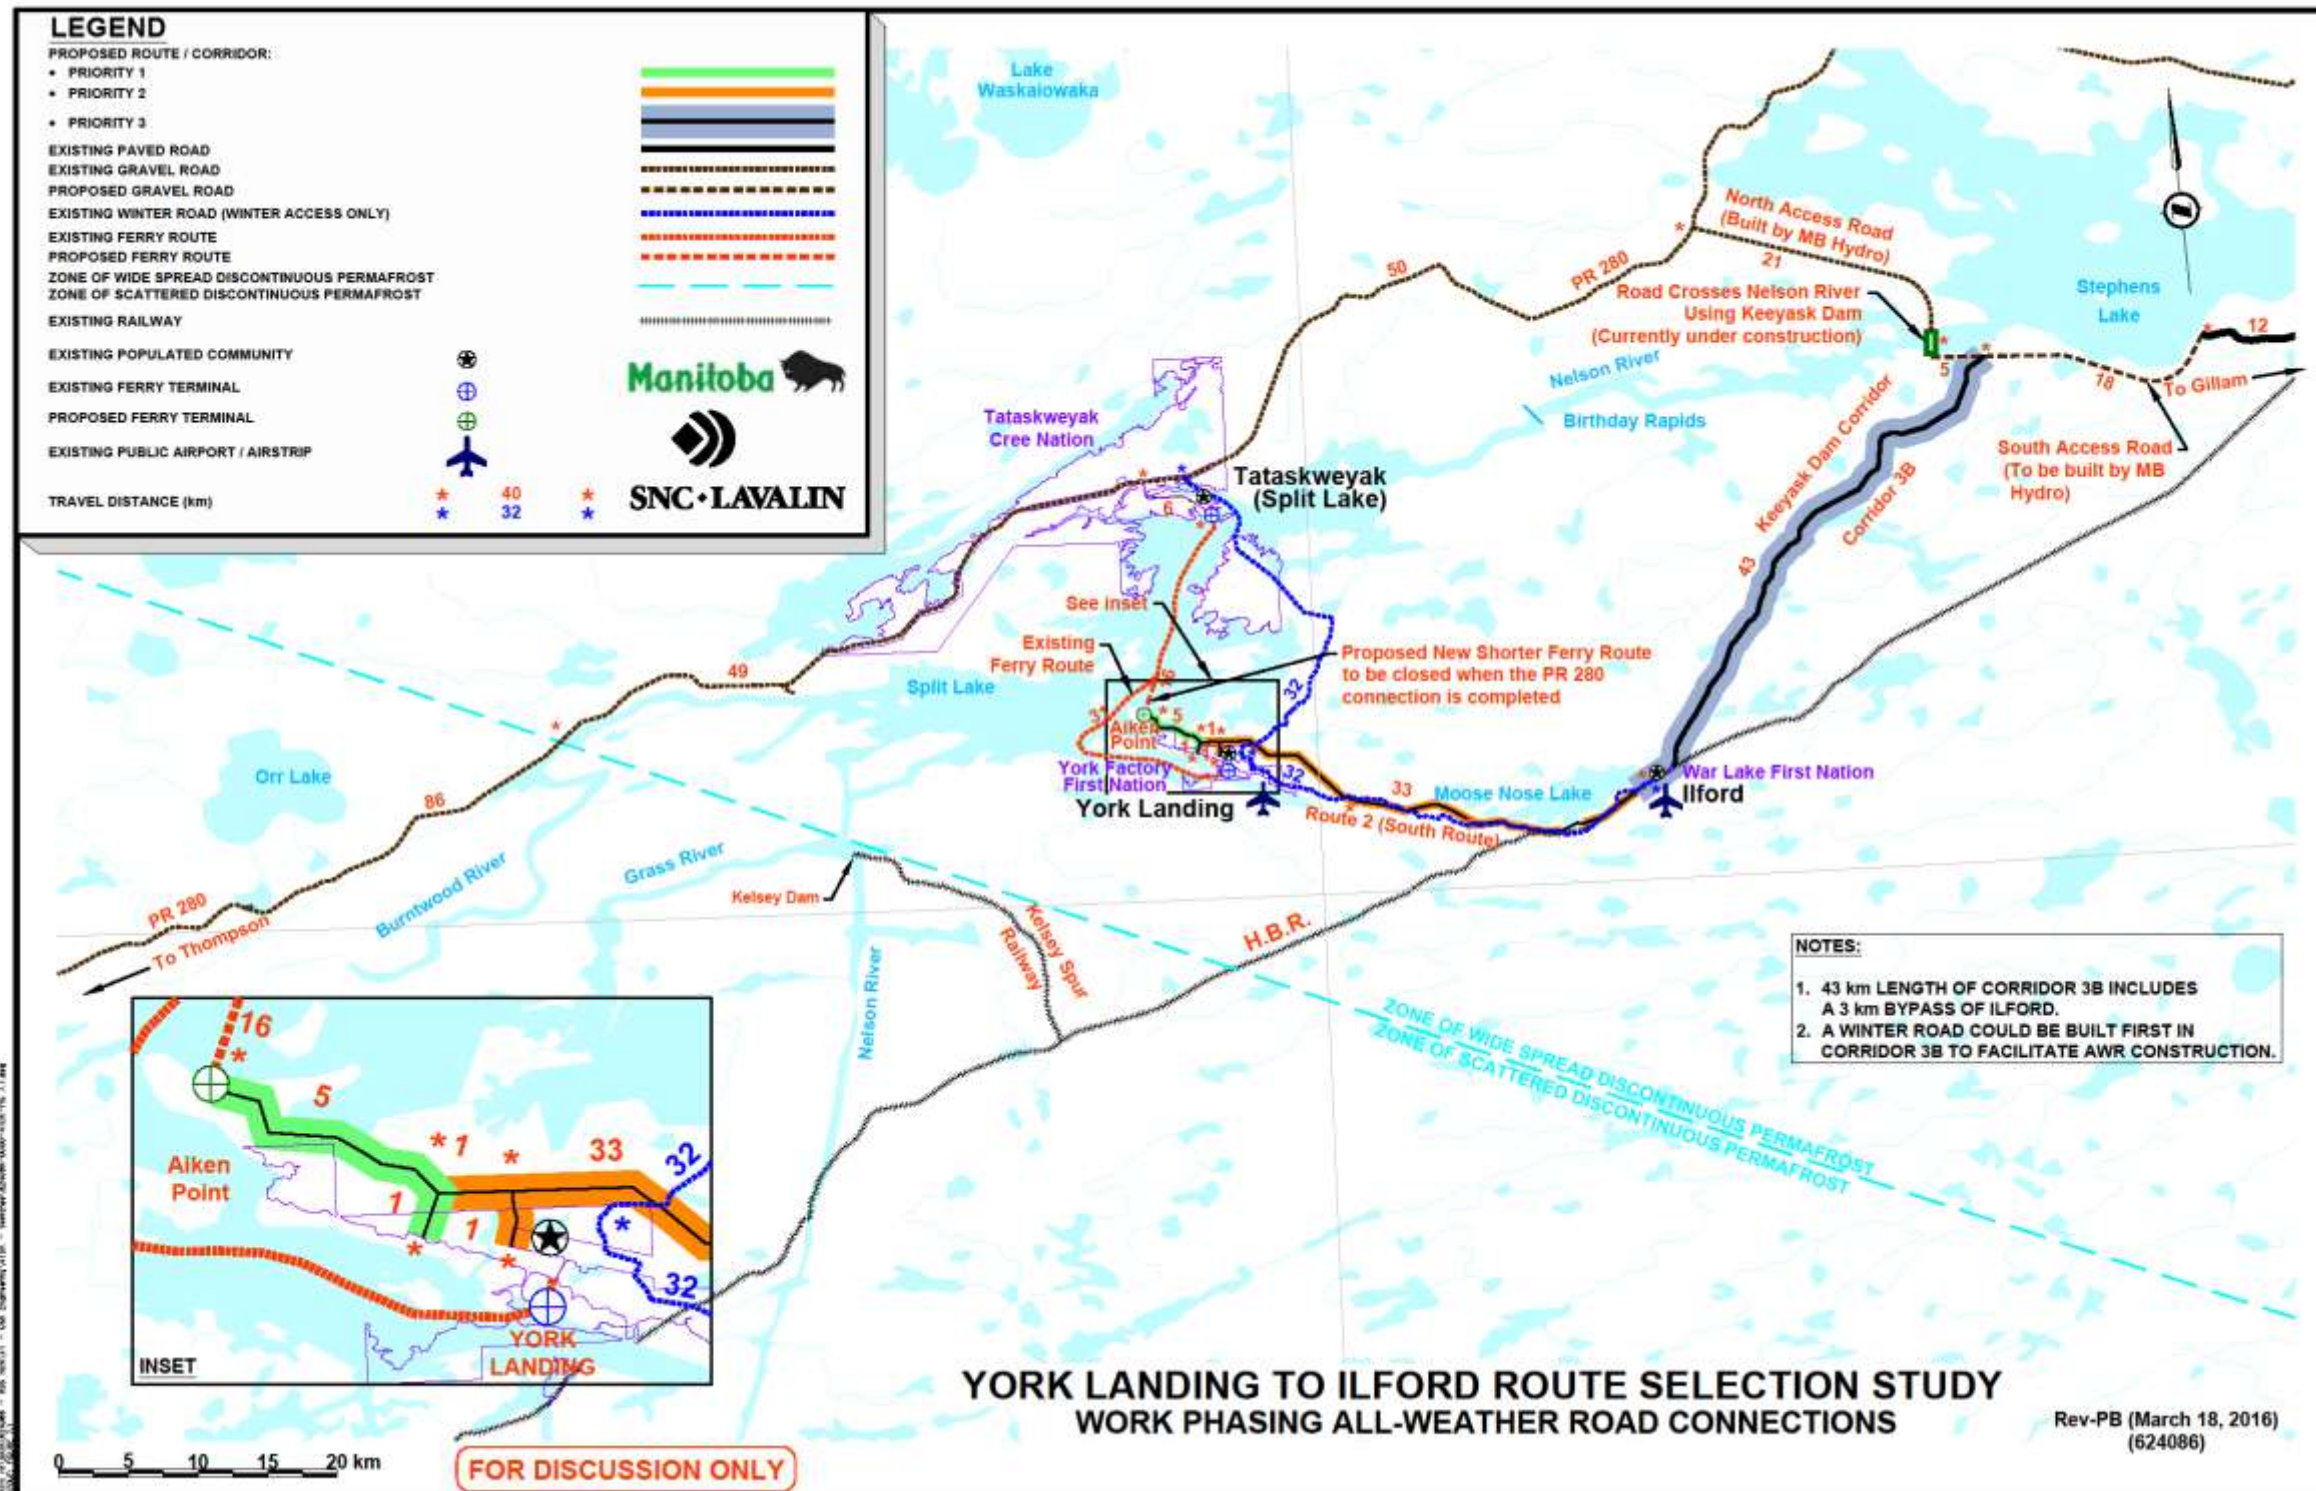 LEGEND
PROPOSED ROUTE / CORRIDOR:
• PRIORITY 1
• PRIORITY 2
• PRIORITY 3
EXISTING PAVED ROAD
EXISTING GRAVEL ROAD
PROPOSED GRAVEL ROAD
EXISTING WINTER ROAD (WINTER ACCESS ONLY)
EXISTING FERRY ROUTE
PROPOSED FERRY ROUTE
ZONE OF WIDE SPREAD DISCONTINUOUS PERMAFROST
ZONE OF SCATTERED DISCONTINUOUS PERMAFROST
EXISTING RAILWAY
EXISTING POPULATED COMMUNITY
EXISTING FERRY TERMINAL
PROPOSED FERRY TERMINAL
EXISTING PUBLIC AIRPORT / AIRSTRIP
TRAVEL DISTANCE (km)
* 40 *
* 32 *
Manitoba
SNC•LAVALIN
Lake
Waskaiowaka
North Access Road
(Built by MB Hydro)
21
50
PR 280
Road Crosses Nelson River
Using Keeyask Dam
(Currently under construction)
Stephens
Lake
12
Nelson River
Birthday Rapids
5
18
To Gillam
South Access Road
(To be built by MB
Hydro)
Keeyask Dam Corridor
Corridor 3B
43
Tataskweyak
Cree Nation
Tataskweyak
(Split Lake)
6
See Inset
Existing
Ferry Route
Proposed New Shorter Ferry Route
to be closed when the PR 280
connection is completed
Split Lake
49
16
31
32
* 5
*1*
1
Aiken
Point
York Factory
First Nation
York Landing
32
33
Moose Nose Lake
Route 2 (South Route)
War Lake First Nation
Ilford
Orr Lake
86
PR 280
To Thompson
Burntwood River
Grass River
Kelsey Dam
Kelsey Spur
Railway
H.B.R.
Nelson River
ZONE OF WIDE SPREAD DISCONTINUOUS PERMAFROST
ZONE OF SCATTERED DISCONTINUOUS PERMAFROST
NOTES:
1. 43 km LENGTH OF CORRIDOR 3B INCLUDES
A 3 km BYPASS OF ILFORD.
2. A WINTER ROAD COULD BE BUILT FIRST IN
CORRIDOR 3B TO FACILITATE AWR CONSTRUCTION.
16
*
5
*1 *
33
32
Aiken
Point
1
1
*
*
*
32
YORK
LANDING
INSET
0 5 10 15 20 km
FOR DISCUSSION ONLY
YORK LANDING TO ILFORD ROUTE SELECTION STUDY
WORK PHASING ALL-WEATHER ROAD CONNECTIONS
Rev-PB (March 18, 2016)
(624086)